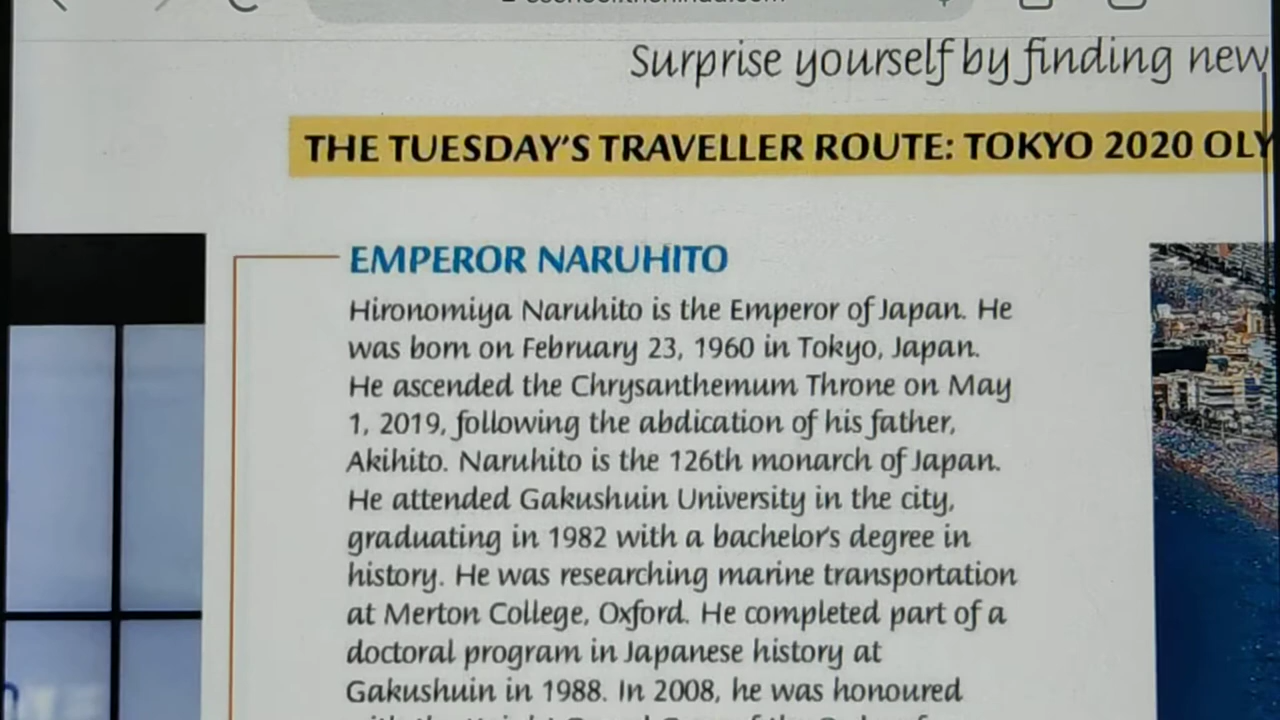 Surprise yourself by finding new
THE TUESDAY'S TRAVELLER ROUTE: TOKYO 2020 OLY
EMPEROR NARUHITO
Hironomiya Naruhito is the Emperor of Japan. He
was born on February 23, 1960 in Tokyo, Japan.
He ascended the Chrysanthemum Throne on May
1, 2019, following the abdication of his father,
Akihito. Naruhito is the 126th monarch of Japan.
He attended Gakushuin University in the city,
graduating in 1982 with a bachelor's degree in
history. He was researching marine transportation
at Merton College, Oxford. He completed part of a
doctoral program in Japanese history at
Gakushuin in 1988. In 2008, he was honoured